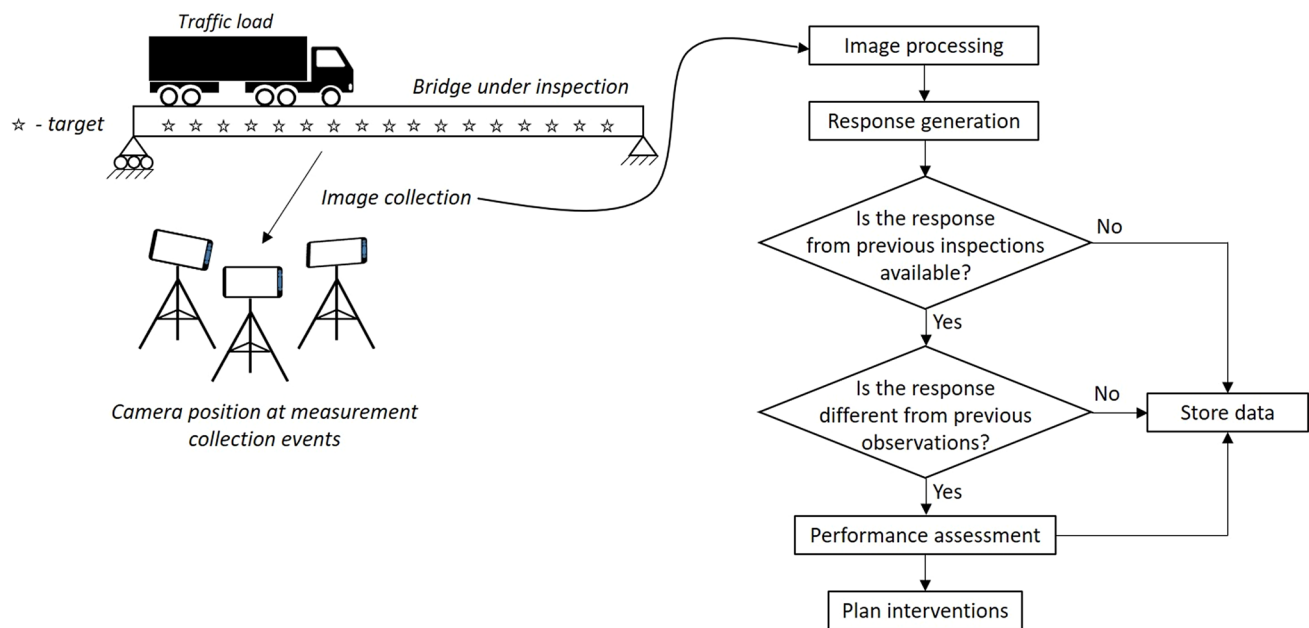 Traffic load
Bridge under inspection
☆ - target
Image collection
Camera position at measurement
collection events
Image processing
Response generation
Is the response
from previous inspections
available?
No
Yes
Is the response
different from previous
observations?
No
Store data
Yes
Performance assessment
Plan interventions